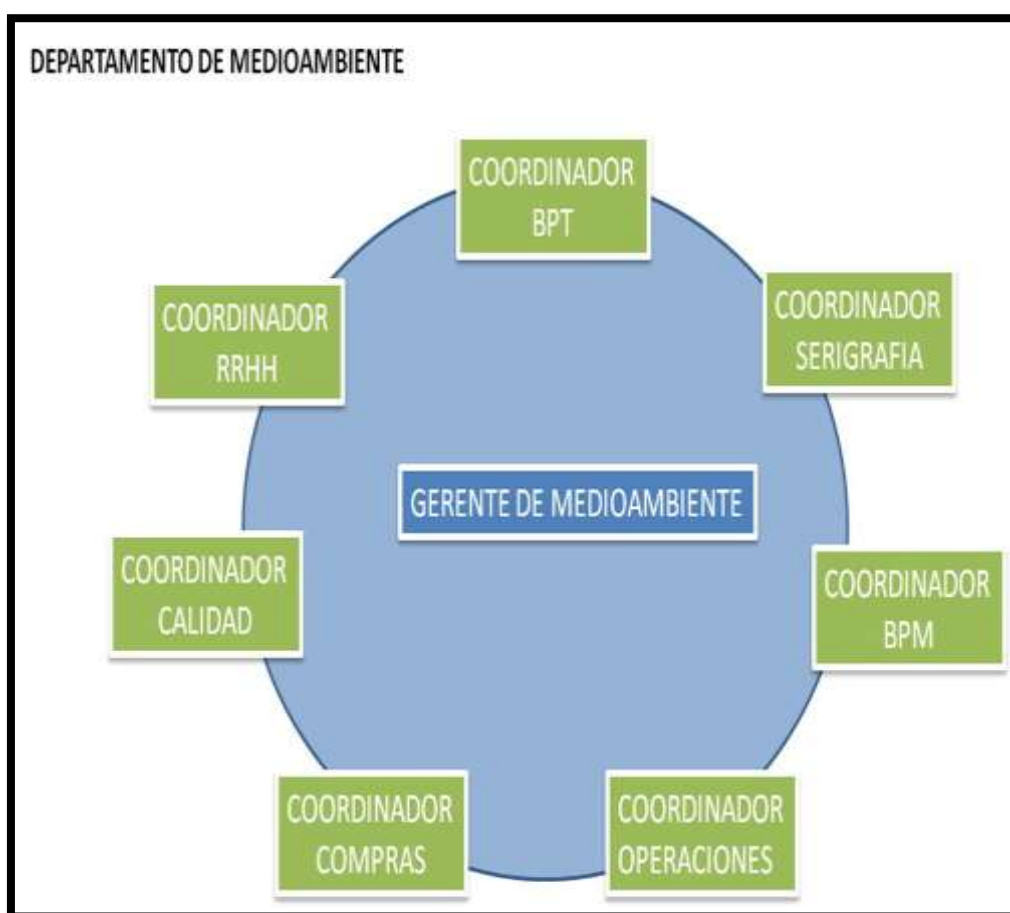 DEPARTAMENTO DE MEDIOAMBIENTE
COORDINADOR
BPT
COORDINADOR
RRHH
COORDINADOR
SERIGRAFIA
GERENTE DE MEDIOAMBIENTE
COORDINADOR
CALIDAD
COORDINADOR
BPM
COORDINADOR
COMPRAS
COORDINADOR
OPERACIONES